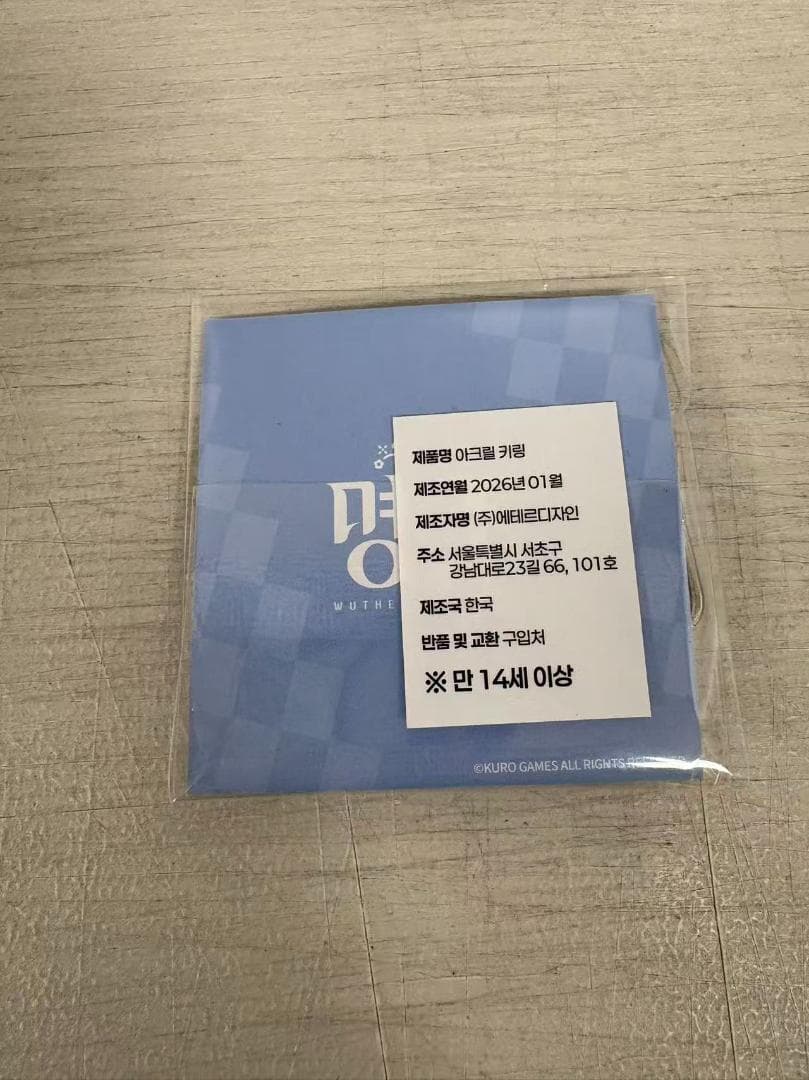 명
WUTHE
제품명 아크릴 키링
제조연월 2026년 01월
제조자명 (주)에테르디자인
주소 서울특별시 서초구
강남대로23길 66, 101호
제조국 한국
반품 및 교환 구입처
※ 만 14세 이상
©KURO GAMES ALL RIGHTS RESERVED